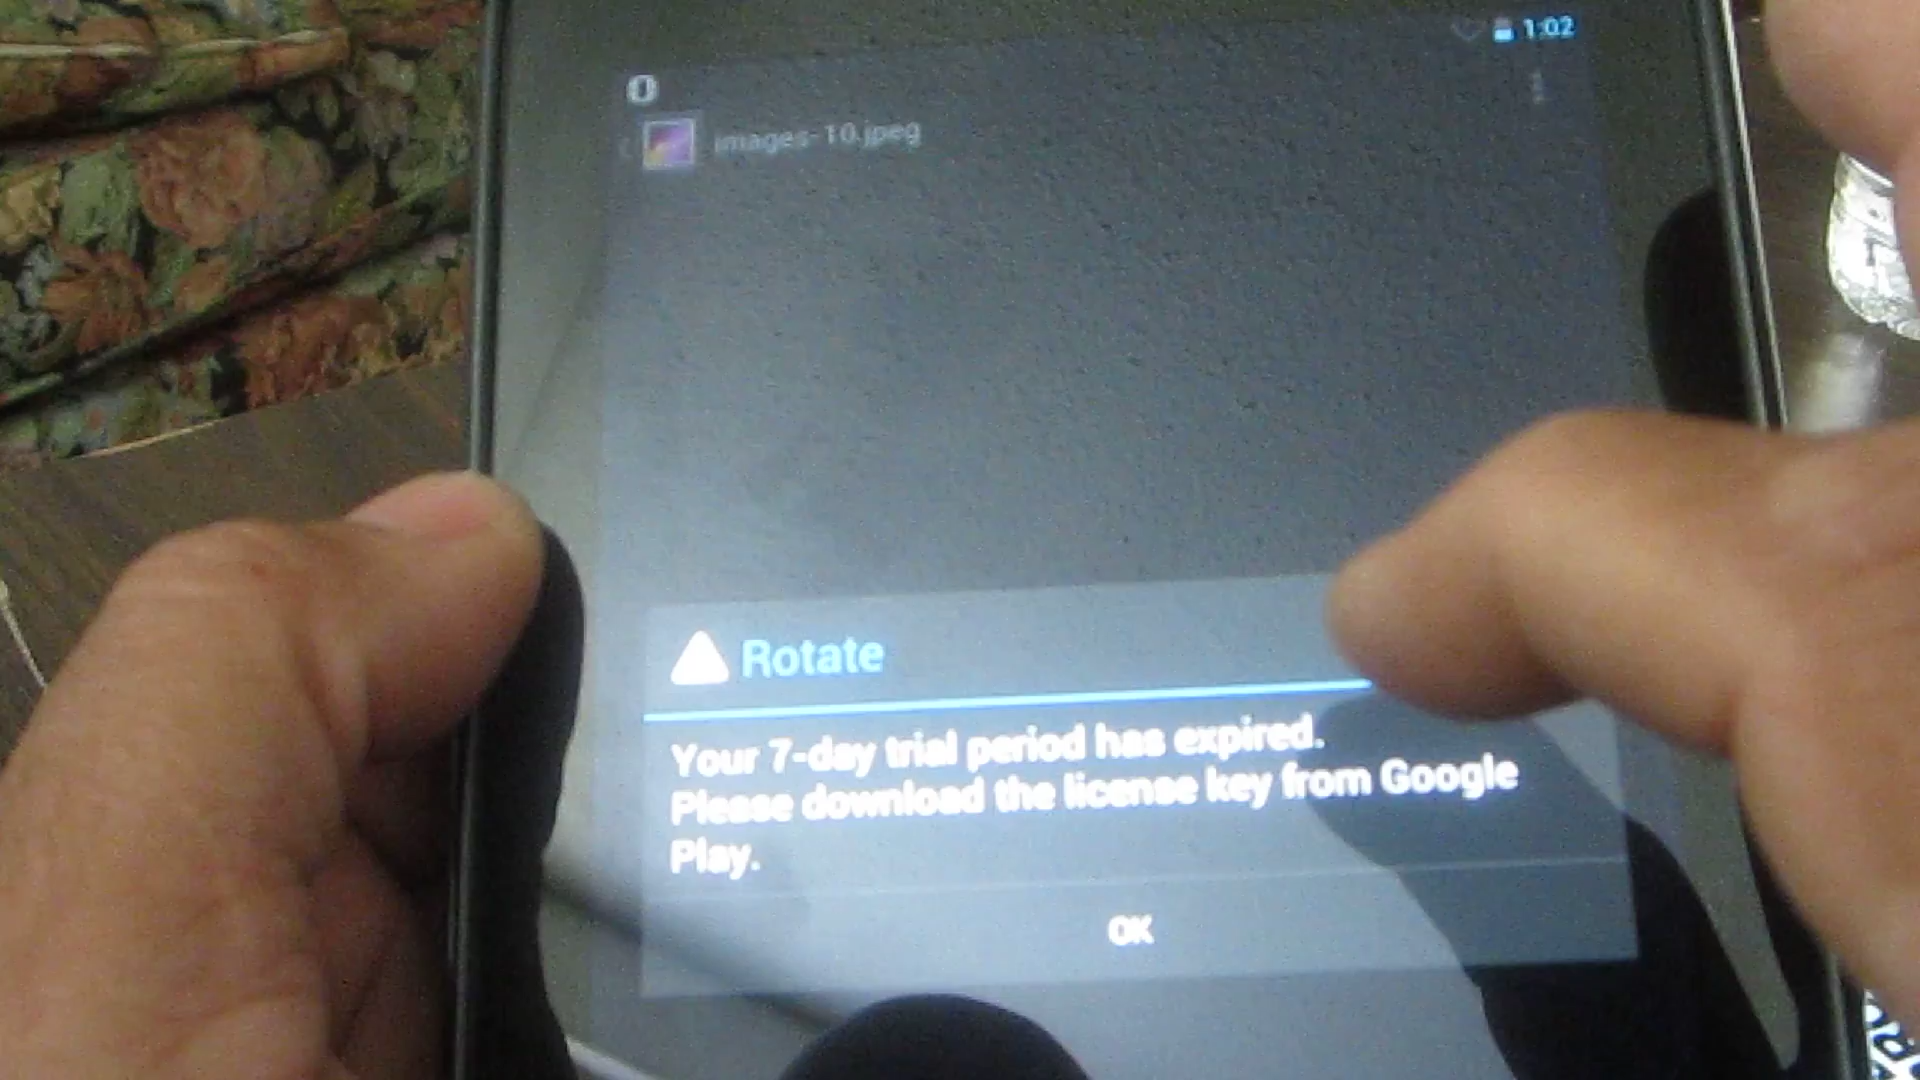 1:02
0
images-10.jpeg
Rotate
Your 7-day trial period has expired.
Please download the license key from Google
Play.
OK